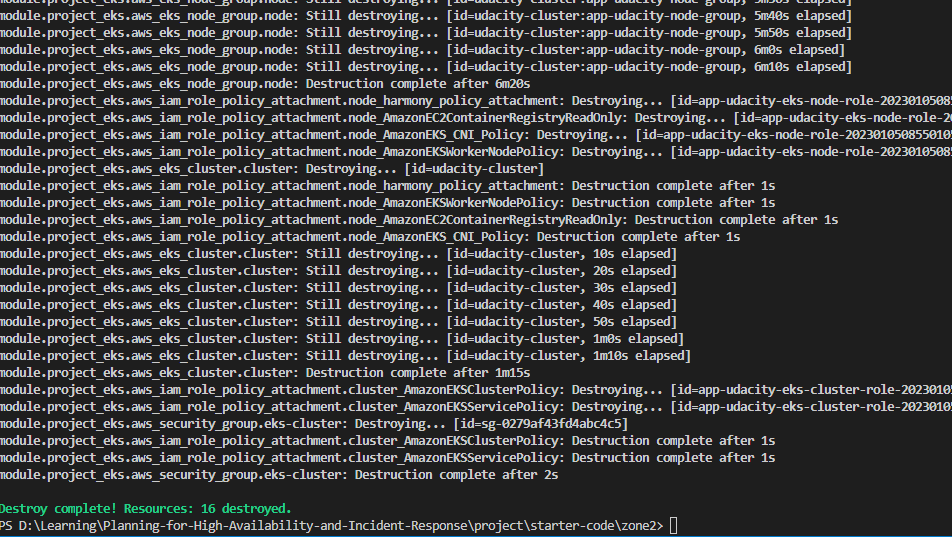 module.project_eks.aws_eks_node_group.node: Still destroying... [id=udacity-cluster:app-udacity-node-group, 5m30s elapsed]
module.project_eks.aws_eks_node_group.node: Still destroying... [id=udacity-cluster:app-udacity-node-group, 5m40s elapsed]
module.project_eks.aws_eks_node_group.node: Still destroying... [id=udacity-cluster:app-udacity-node-group, 5m50s elapsed]
module.project_eks.aws_eks_node_group.node: Still destroying... [id=udacity-cluster:app-udacity-node-group, 6m0s elapsed]
module.project_eks.aws_eks_node_group.node: Still destroying... [id=udacity-cluster:app-udacity-node-group, 6m10s elapsed]
module.project_eks.aws_eks_node_group.node: Destruction complete after 6m20s
module.project_eks.aws_iam_role_policy_attachment.node_harmony_policy_attachment: Destroying... [id=app-udacity-eks-node-role-2023010508
module.project_eks.aws_iam_role_policy_attachment.node_AmazonEC2ContainerRegistryReadOnly: Destroying... [id=app-udacity-eks-node-role-2
module.project_eks.aws_iam_role_policy_attachment.node_AmazonEKS_CNI_Policy: Destroying... [id=app-udacity-eks-node-role-20230105085501
module.project_eks.aws_iam_role_policy_attachment.node_AmazonEKSWorkerNodePolicy: Destroying... [id=app-udacity-eks-node-role-2023010508
module.project_eks.aws_eks_cluster.cluster: Destroying... [id=udacity-cluster]
module.project_eks.aws_iam_role_policy_attachment.node_harmony_policy_attachment: Destruction complete after 1s
module.project_eks.aws_iam_role_policy_attachment.node_AmazonEKSWorkerNodePolicy: Destruction complete after 1s
module.project_eks.aws_iam_role_policy_attachment.node_AmazonEC2ContainerRegistryReadOnly: Destruction complete after 1s
module.project_eks.aws_iam_role_policy_attachment.node_AmazonEKS_CNI_Policy: Destruction complete after 1s
module.project_eks.aws_eks_cluster.cluster: Still destroying... [id=udacity-cluster, 10s elapsed]
module.project_eks.aws_eks_cluster.cluster: Still destroying... [id=udacity-cluster, 20s elapsed]
module.project_eks.aws_eks_cluster.cluster: Still destroying... [id=udacity-cluster, 30s elapsed]
module.project_eks.aws_eks_cluster.cluster: Still destroying... [id=udacity-cluster, 40s elapsed]
module.project_eks.aws_eks_cluster.cluster: Still destroying... [id=udacity-cluster, 50s elapsed]
module.project_eks.aws_eks_cluster.cluster: Still destroying... [id=udacity-cluster, 1m0s elapsed]
module.project_eks.aws_eks_cluster.cluster: Still destroying... [id=udacity-cluster, 1m10s elapsed]
module.project_eks.aws_eks_cluster.cluster: Destruction complete after 1m15s
module.project_eks.aws_iam_role_policy_attachment.cluster_AmazonEKSClusterPolicy: Destroying... [id=app-udacity-eks-cluster-role-2023010
module.project_eks.aws_iam_role_policy_attachment.cluster_AmazonEKSServicePolicy: Destroying... [id=app-udacity-eks-cluster-role-2023010
module.project_eks.aws_security_group.eks-cluster: Destroying... [id=sg-0279af43fd4abc4c5]
module.project_eks.aws_iam_role_policy_attachment.cluster_AmazonEKSClusterPolicy: Destruction complete after 1s
module.project_eks.aws_iam_role_policy_attachment.cluster_AmazonEKSServicePolicy: Destruction complete after 1s
module.project_eks.aws_security_group.eks-cluster: Destruction complete after 2s
Destroy complete! Resources: 16 destroyed.
PS D:\Learning\Planning-for-High-Availability-and-Incident-Response\project\starter-code\zone2>